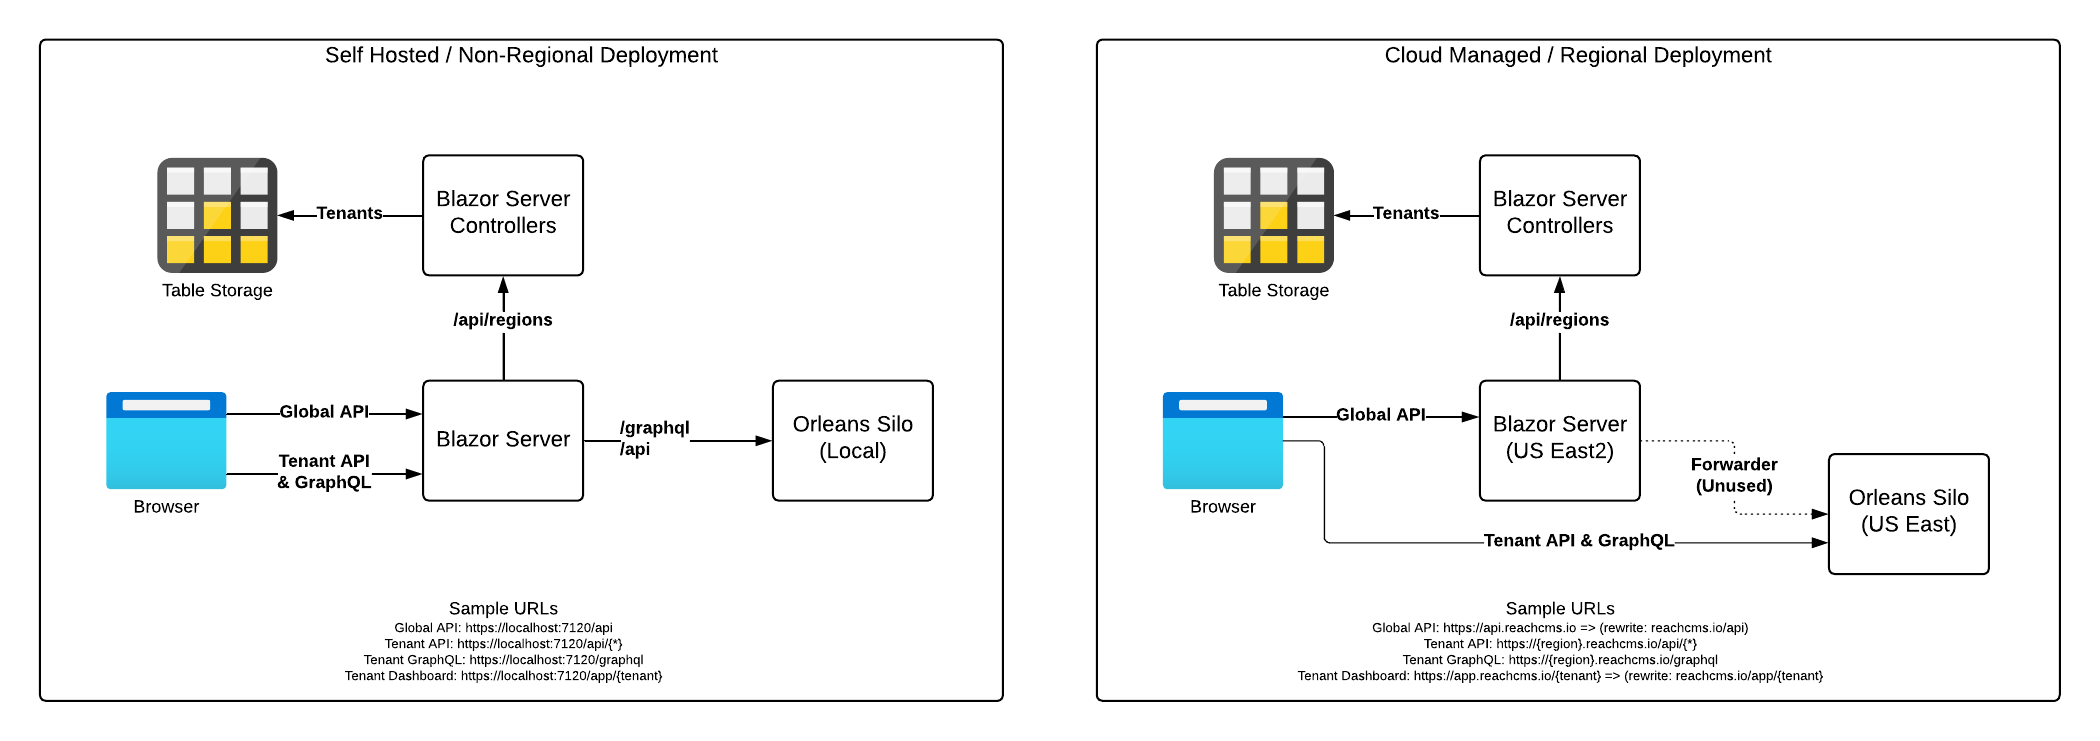 Self Hosted / Non-Regional Deployment
Blazor Server
Controllers
Tenants
Table Storage
/api/regions
Global API
Tenant API
& GraphQL
Browser
Blazor Server
/graphql
/api
Orleans Silo
(Local)
Sample URLs
Global API: https://localhost:7120/api
Tenant API: https://localhost:7120/api/{*}
Tenant GraphQL: https://localhost:7120/graphql
Tenant Dashboard: https://localhost:7120/app/{tenant}
Cloud Managed / Regional Deployment
Blazor Server
Controllers
Tenants
Table Storage
/api/regions
Global API
Browser
Blazor Server
(US East2)
Forwarder
(Unused)
Orleans Silo
(US East)
Tenant API & GraphQL
Sample URLs
Global API: https://api.reachcms.io => (rewrite: reachcms.io/api)
Tenant API: https://{region}.reachcms.io/api/{*}
Tenant GraphQL: https://{region}.reachcms.io/graphql
Tenant Dashboard: https://app.reachcms.io/{tenant} => (rewrite: reachcms.io/app/{tenant}